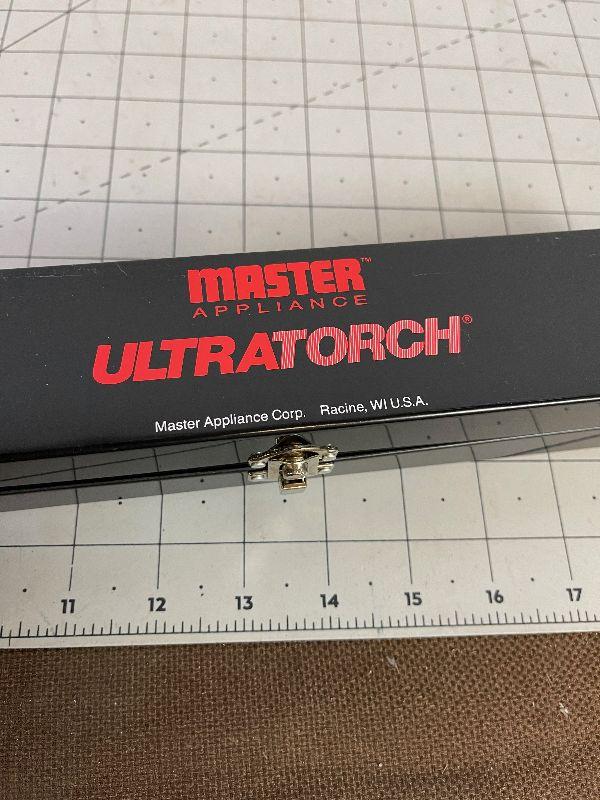 MASTER™
APPLIANCE
ULTRATORCH®
Master Appliance Corp. Racine, WI U.S.A.
11 12 13 14 15 16 17